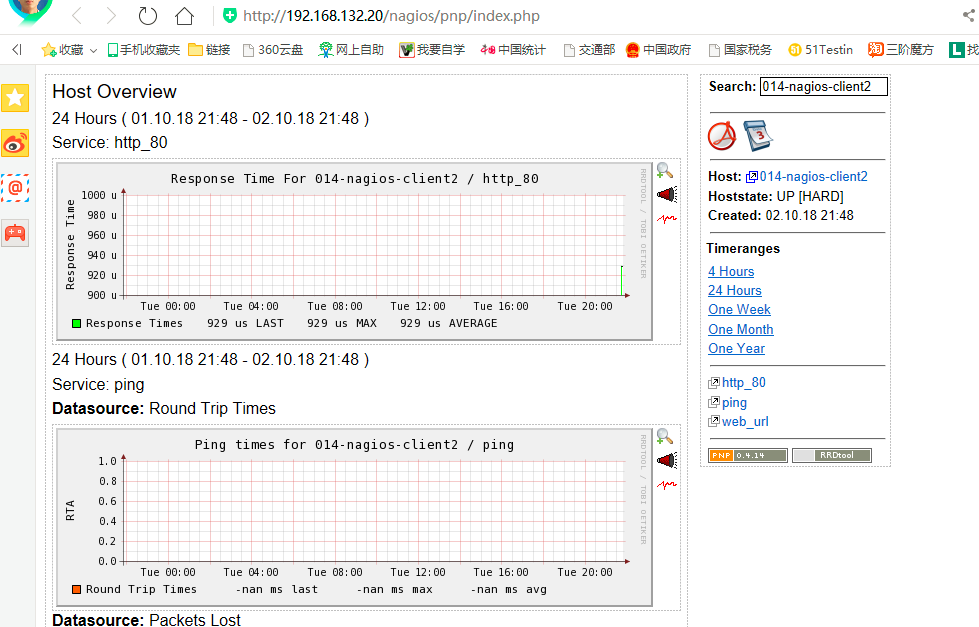 http://192.168.132.20/nagios/pnp/index.php
收藏 手机收藏夹 链接 360云盘 网上自助 我要自学 中国统计 交通部 中国政府 国家税务 51Testin 三阶魔方 找
Host Overview
24 Hours ( 01.10.18 21:48 - 02.10.18 21:48 )
Service: http_80
Response Time For 014-nagios-client2 / http_80
Response Time
1000 u
980 u
960 u
940 u
920 u
900 u
Tue 00:00 Tue 04:00 Tue 08:00 Tue 12:00 Tue 16:00 Tue 20:00
Response Times 929 us LAST 929 us MAX 929 us AVERAGE
RRDTOOL / TOBI OETIKER
24 Hours ( 01.10.18 21:48 - 02.10.18 21:48 )
Service: ping
Datasource: Round Trip Times
Ping times for 014-nagios-client2 / ping
RTA
1.0
0.8
0.6
0.4
0.2
0.0
Tue 00:00 Tue 04:00 Tue 08:00 Tue 12:00 Tue 16:00 Tue 20:00
Round Trip Times -nan ms last -nan ms max -nan ms avg
RRDTOOL / TOBI OETIKER
Datasource: Packets Lost
Search: 014-nagios-client2
3
Host: 014-nagios-client2
Hoststate: UP [HARD]
Created: 02.10.18 21:48
Timeranges
4 Hours
24 Hours
One Week
One Month
One Year
http_80
ping
web_url
PNP 0.4.14 RRDtool